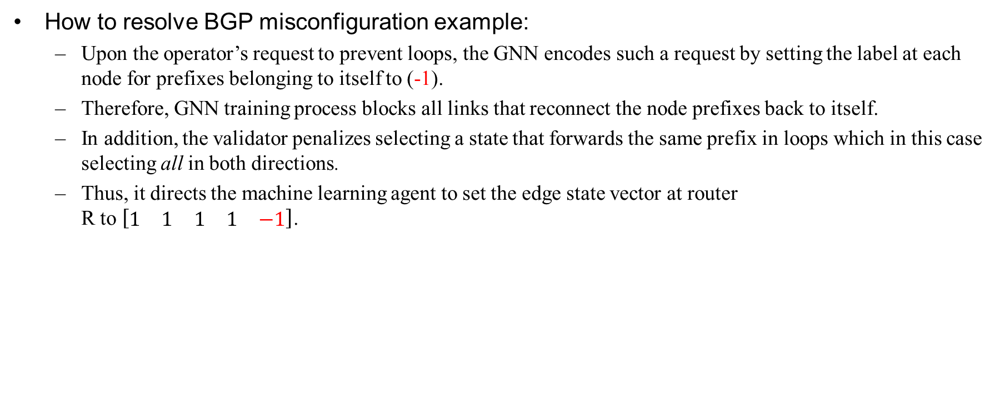 • How to resolve BGP misconfiguration example:
– Upon the operator’s request to prevent loops, the GNN encodes such a request by setting the label at each
node for prefixes belonging to itself to (-1).
– Therefore, GNN training process blocks all links that reconnect the node prefixes back to itself.
– In addition, the validator penalizes selecting a state that forwards the same prefix in loops which in this case
selecting all in both directions.
– Thus, it directs the machine learning agent to set the edge state vector at router
R to [1 1 1 1 −1].